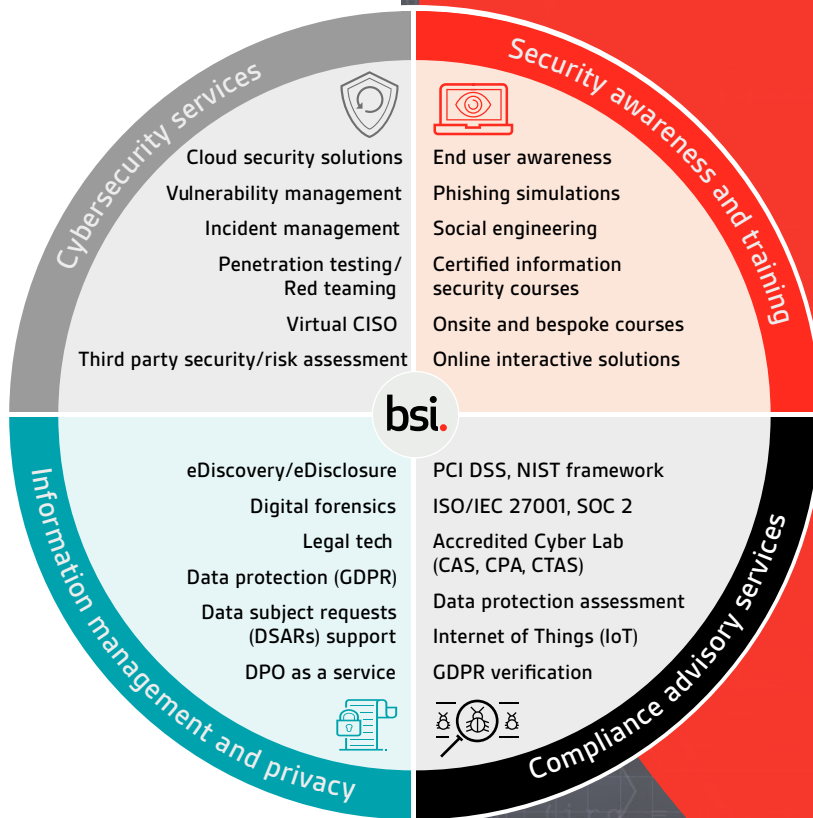 Cybersecurity services
Cloud security solutions
Vulnerability management
Incident management
Penetration testing/
Red teaming
Virtual CISO
Third party security/risk assessment
Security awareness and training
End user awareness
Phishing simulations
Social engineering
Certified information
security courses
Onsite and bespoke courses
Online interactive solutions
bsi.
Information management and privacy
eDiscovery/eDisclosure
Digital forensics
Legal tech
Data protection (GDPR)
Data subject requests
(DSARs) support
DPO as a service
Compliance advisory services
PCI DSS, NIST framework
ISO/IEC 27001, SOC 2
Accredited Cyber Lab
(CAS, CPA, CTAS)
Data protection assessment
Internet of Things (IoT)
GDPR verification